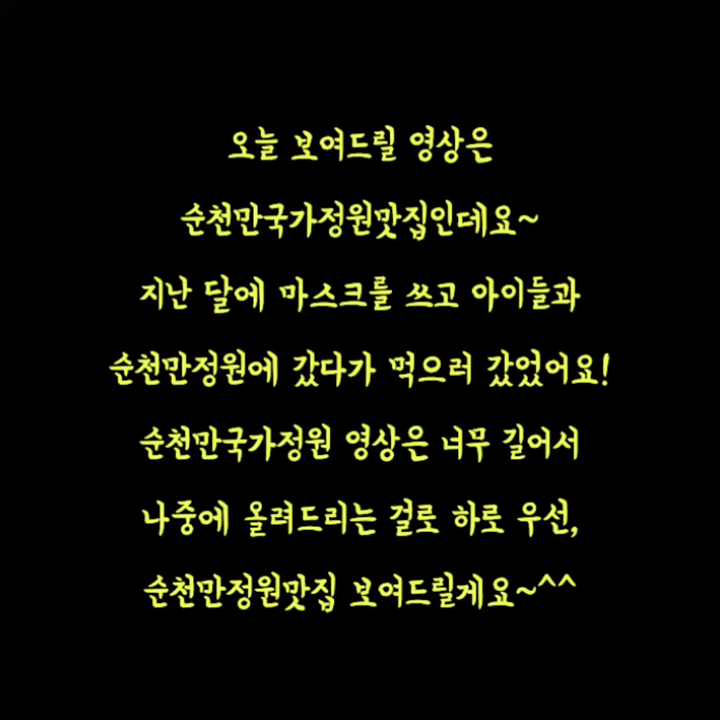 오늘 보여드릴 영상은
순천만국가정원맛집인데요~
지난 달에 마스크를 쓰고 아이들과
순천만정원에 갔다가 먹으러 갔었어요!
순천만국가정원 영상은 너무 길어서
나중에 올려드리는 걸로 하로 우선,
순천만정원맛집 보여드릴게요~^^